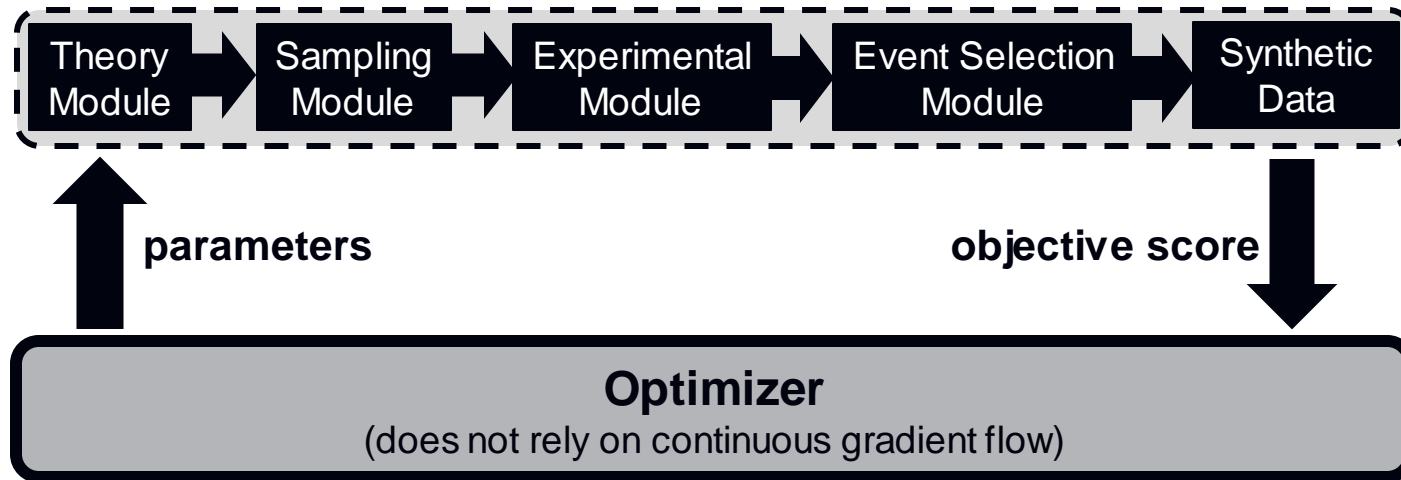 Theory
Module
Sampling
Module
Experimental
Module
Event Selection
Module
Synthetic
Data
parameters
objective score
Optimizer
(does not rely on continuous gradient flow)